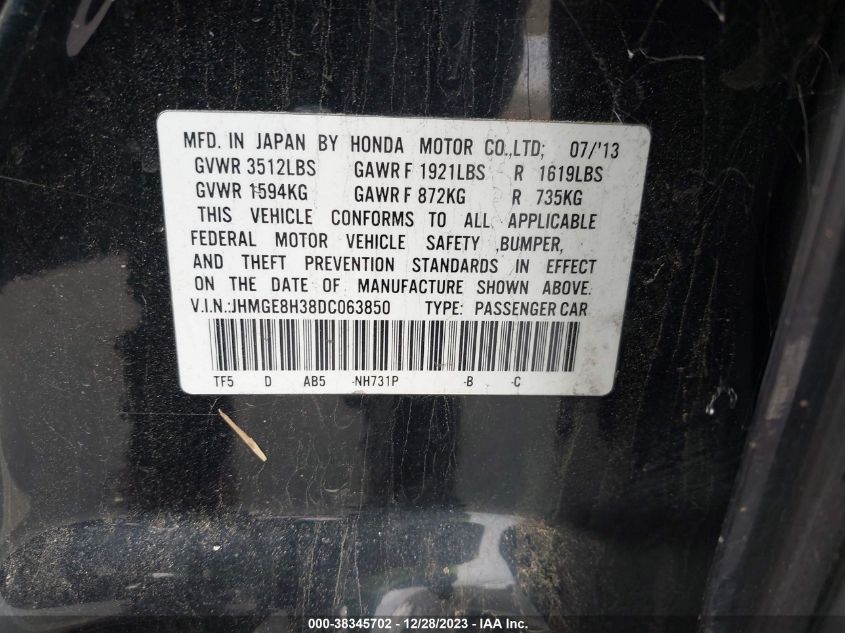 MFD. IN JAPAN BY HONDA MOTOR CO.,LTD; 07/'13
GVWR 3512LBS GAWR F 1921LBS R 1619LBS
GVWR 1594KG GAWR F 872KG R 735KG
THIS VEHICLE CONFORMS TO ALL APPLICABLE
FEDERAL MOTOR VEHICLE SAFETY ,BUMPER,
AND THEFT PREVENTION STANDARDS IN EFFECT
ON THE DATE OF MANUFACTURE SHOWN ABOVE.
V.I.N.:JHMGE8H38DC063850 TYPE: PASSENGER CAR
TF5 D AB5 -NH731P -B -C
000-38345702 - 12/28/2023 - IAA Inc.